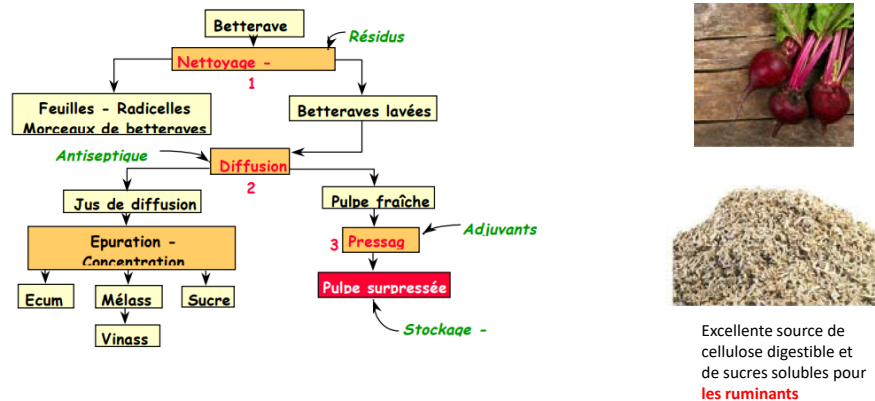 Betterave
Résidus
Nettoyage -
1
Feuilles - Radicelles
Morceaux de betteraves
Betteraves lavées
Antiseptique
Diffusion
2
Jus de diffusion
Pulpe fraîche
Epuration -
Concentration
3 Pressag
Adjuvants
Ecum
Mélass
Sucre
Pulpe surpressée
Vinass
Stockage -
Excellente source de
cellulose digestible et
de sucres solubles pour
les ruminants